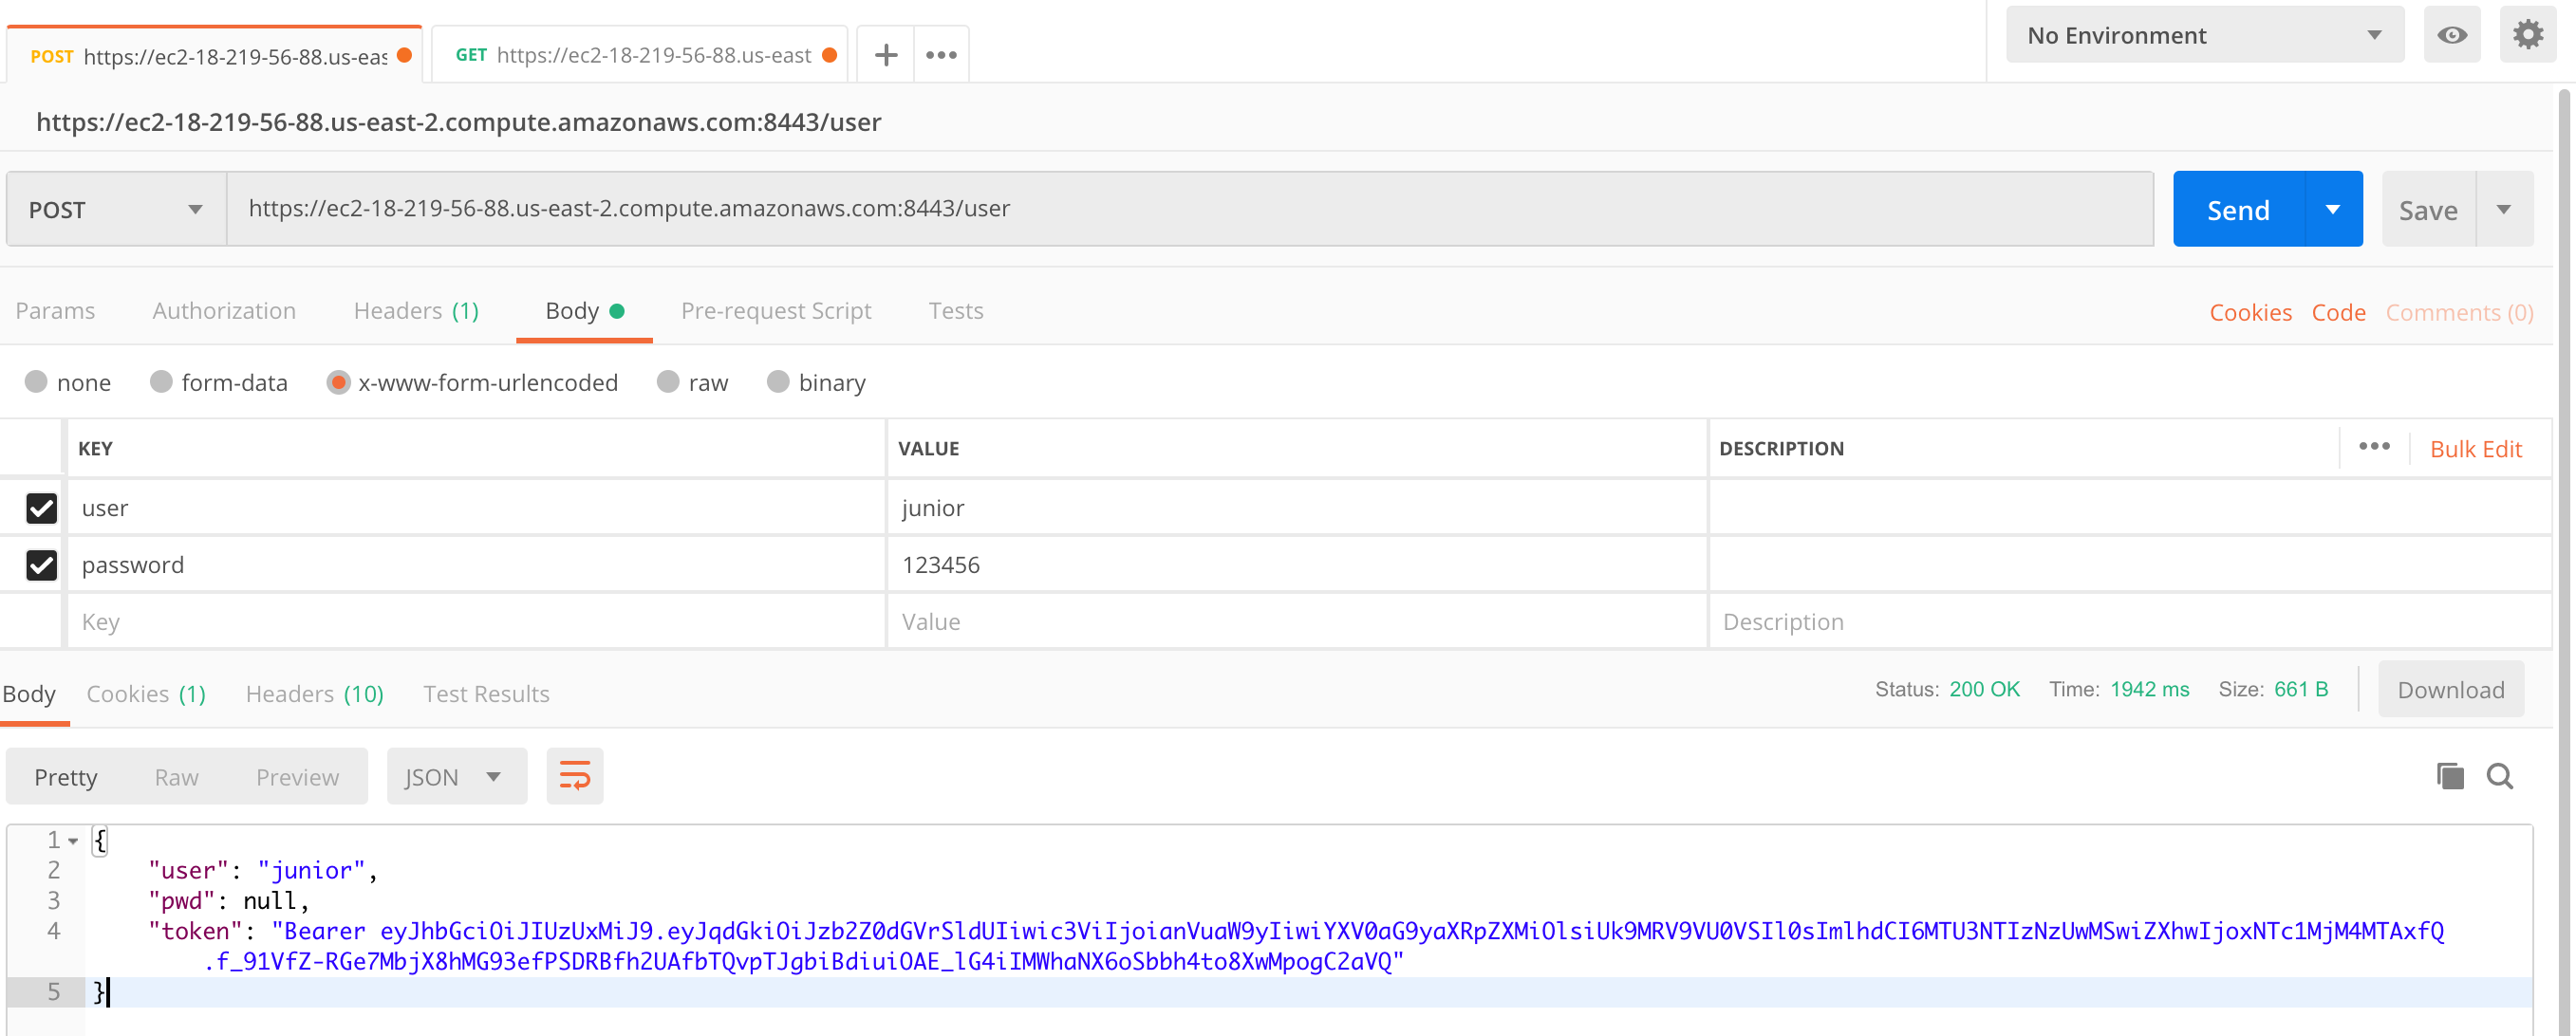 POST https://ec2-18-219-56-88.us-eas
GET https://ec2-18-219-56-88.us-east
No Environment
https://ec2-18-219-56-88.us-east-2.compute.amazonaws.com:8443/user
POST https://ec2-18-219-56-88.us-east-2.compute.amazonaws.com:8443/user Send Save
Params Authorization Headers (1) Body Pre-request Script Tests Cookies Code Comments (0)
none form-data x-www-form-urlencoded raw binary
KEY VALUE DESCRIPTION Bulk Edit
user junior
password 123456
Key Value Description
Body Cookies (1) Headers (10) Test Results Status: 200 OK Time: 1942 ms Size: 661 B Download
Pretty Raw Preview JSON
1 {
2 "user": "junior",
3 "pwd": null,
4 "token": "Bearer eyJhbGciOiJIUzUxMiJ9.eyJqdGkiOiJzb2Z0dGVrSldUIiwic3ViIjoianVuaW9yIiwiYXV0aG9yaXRpZXMiOlsiUk9MRV9VU0VSIl0sImlhdCI6MTU3NTIzNzUwMSwiZXhwIjoxNTc1MjM4MTAxfQ
.f_91VfZ-RGe7MbjX8hMG93efPSDRBfh2UAfbTQvpTJgbiBdiuiOAE_lG4iIMWhaNX6oSbbh4to8XwMpogC2aVQ"
5 }